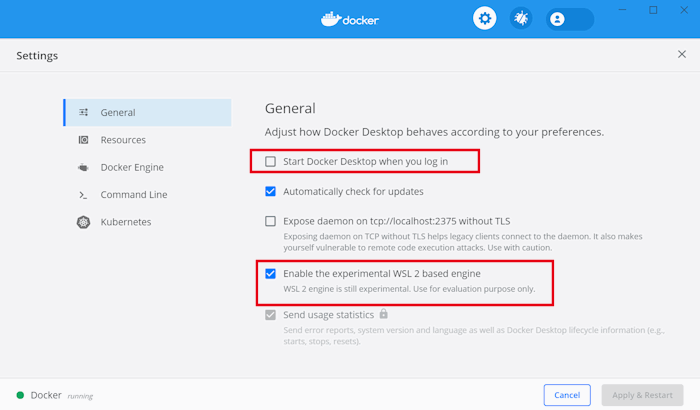 docker
Settings
General
Resources
Docker Engine
Command Line
Kubernetes
General
Adjust how Docker Desktop behaves according to your preferences.
Start Docker Desktop when you log in
Automatically check for updates
Expose daemon on tcp://localhost:2375 without TLS
Exposing daemon on TCP without TLS helps legacy clients connect to the daemon. It also makes
yourself vulnerable to remote code execution attacks. Use with caution.
Enable the experimental WSL 2 based engine
WSL 2 engine is still experimental. Use for evaluation purpose only.
Send usage statistics
Send error reports, system version and language as well as Docker Desktop lifecycle information (e.g.,
starts, stops, resets).
Docker running
Cancel
Apply & Restart